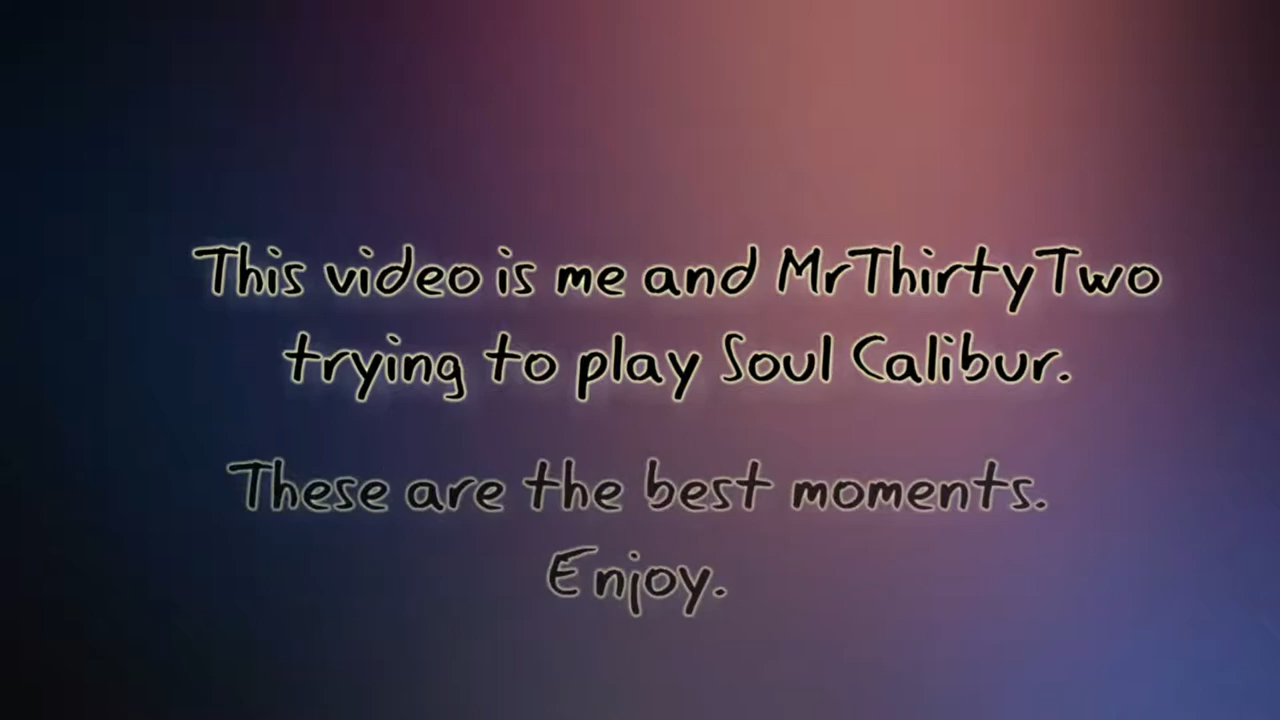 This video is me and MrThirtyTwo
trying to play Soul Calibur.
These are the best moments.
Enjoy.